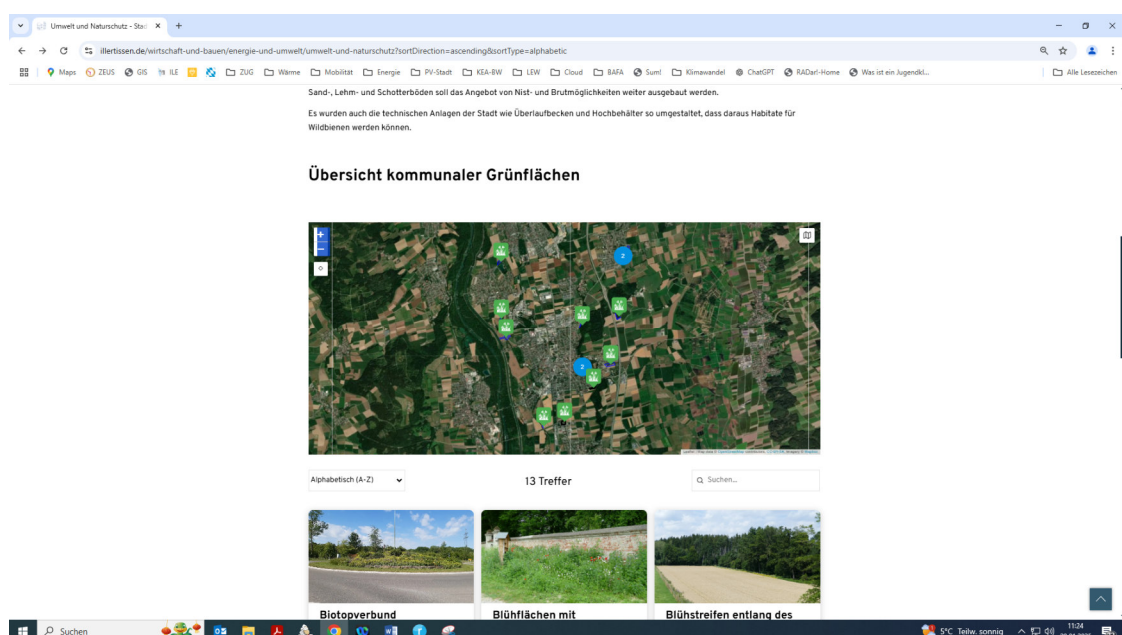 Umwelt und Naturschutz - Stad
illertissen.de/wirtschaft-und-bauen/energie-und-umwelt/umwelt-und-naturschutz?sortDirection=ascending&sortType=alphabetic
Maps ZEUS GIS ILE ZUG Wärme Mobilität Energie PV-Stadt KEA-BW LEW Cloud BAFA Sum! Klimawandel ChatGPT RADar!-Home Was ist ein Jugendkl... Alle Lesezeichen
Sand-, Lehm- und Schotterböden soll das Angebot von Nist- und Brutmöglichkeiten weiter ausgebaut werden.
Es wurden auch die technischen Anlagen der Stadt wie Überlaufbecken und Hochbehälter so umgestaltet, dass daraus Habitate für
Wildbienen werden können.
Übersicht kommunaler Grünflächen
+
−
2
2
Alphabetisch (A-Z) 13 Treffer Suchen...
Biotopverbund Blühflächen mit Blühstreifen entlang des
Suchen 5°C Teilw. sonnig 11:24